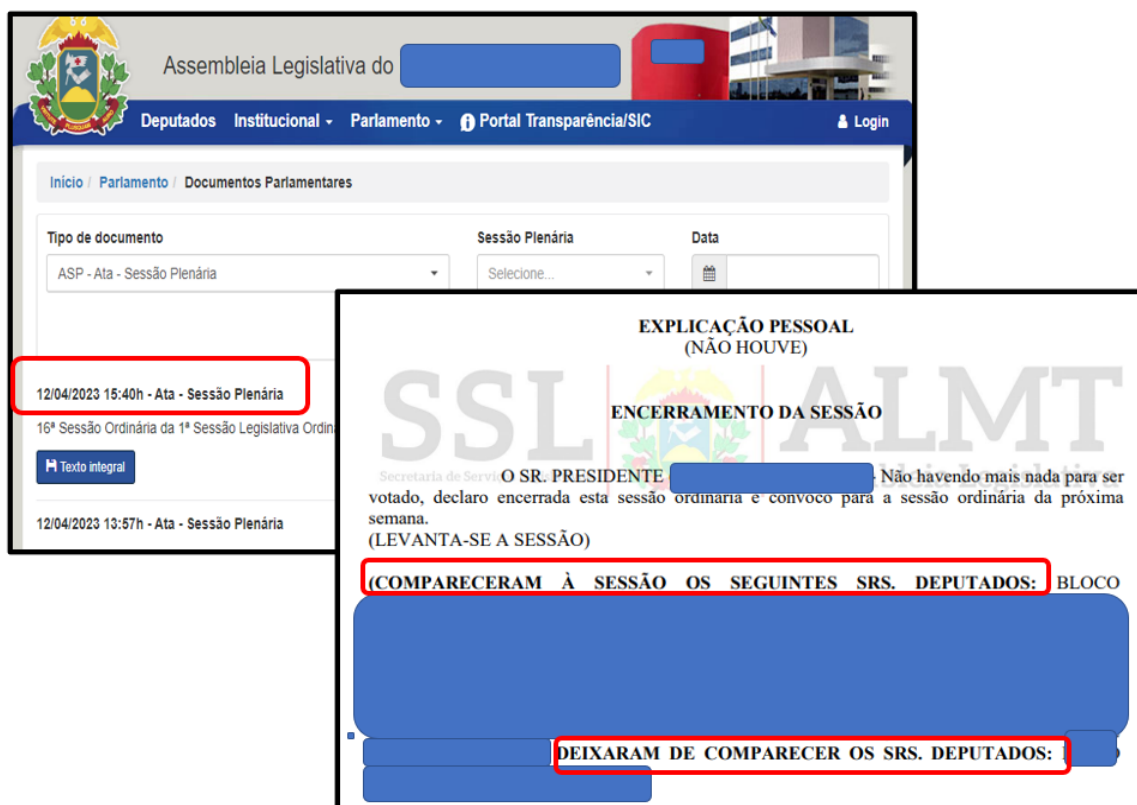 Assembleia Legislativa do
Deputados Institucional Parlamento Portal Transparência/SIC Login
Início / Parlamento / Documentos Parlamentares
Tipo de documento Sessão Plenária Data
ASP - Ata - Sessão Plenária Selecione...
12/04/2023 15:40h - Ata - Sessão Plenária
16ª Sessão Ordinária da 1ª Sessão Legislativa
Texto integral
12/04/2023 13:57h - Ata - Sessão Plenária
EXPLICAÇÃO PESSOAL
(NÃO HOUVE)
SSL ALMT
ENCERRAMENTO DA SESSÃO
Secretaria de
O SR. PRESIDENTE - Não havendo mais nada para ser
votado, declaro encerrada esta sessão ordinária e convoco para a sessão ordinária da próxima
semana.
(LEVANTA-SE A SESSÃO)
(COMPARECERAM À SESSÃO OS SEGUINTES SRS. DEPUTADOS: BLOCO
DEIXARAM DE COMPARECER OS SRS. DEPUTADOS: